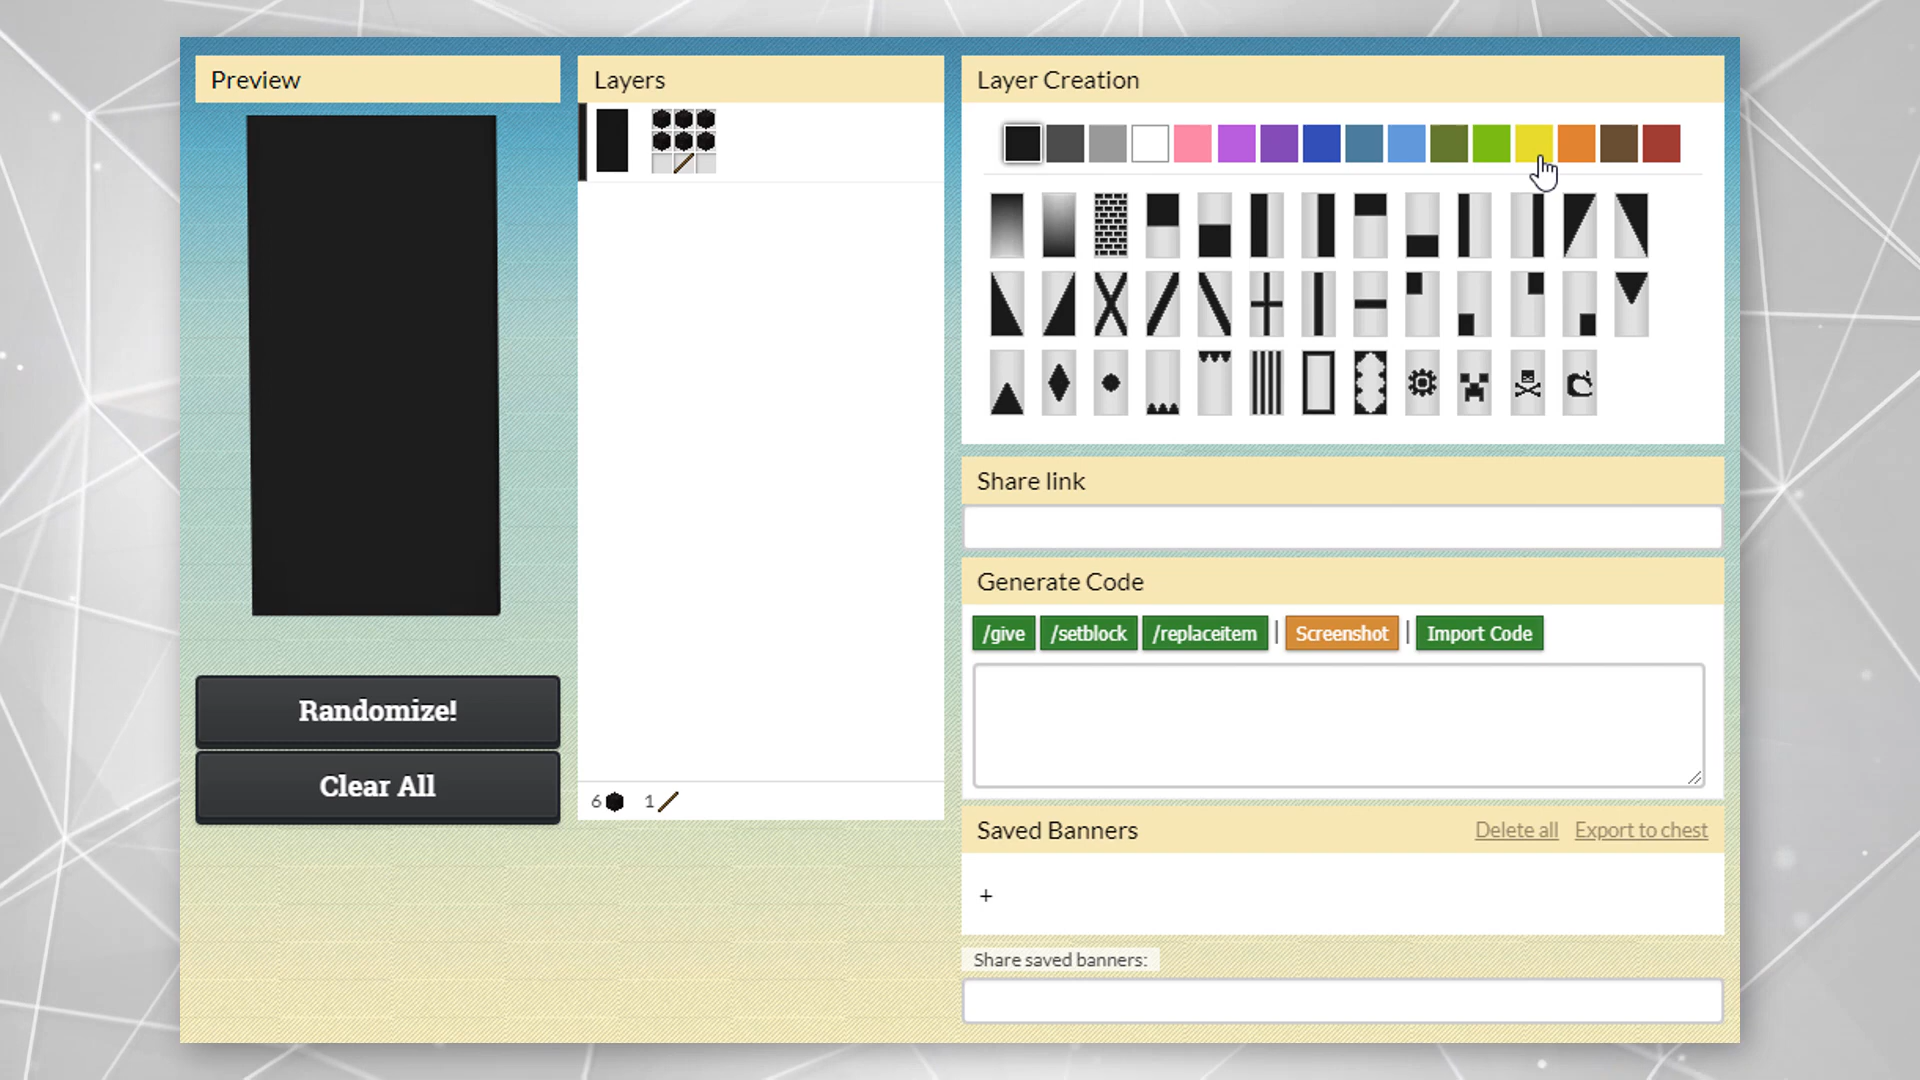 Preview
Layers
Layer Creation
Share link
Generate Code
/give
/setblock
/replaceitem
|
Screenshot
|
Import Code
Randomize!
Clear All
6
1
Saved Banners
Delete all
Export to chest
+
Share saved banners: